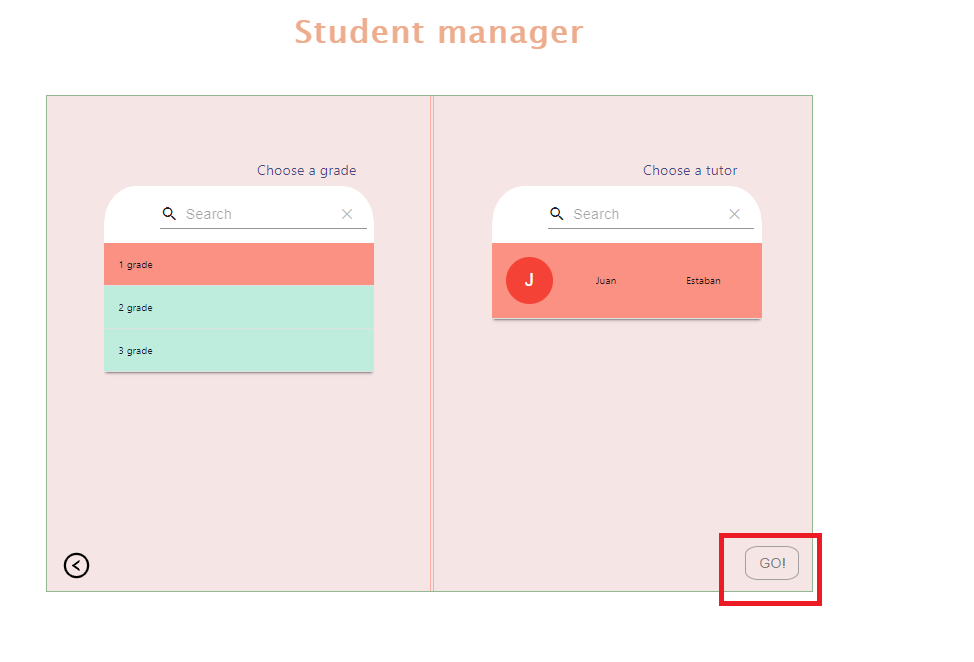 Student manager
Choose a grade
Search
1 grade
2 grade
3 grade
Choose a tutor
Search
J Juan Estaban
GO!